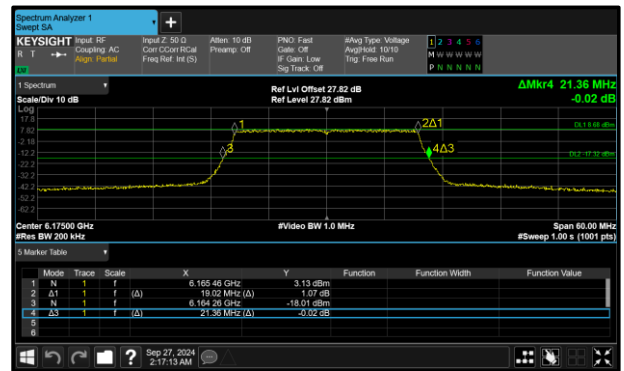 Spectrum Analyzer 1
Swept SA
+
KEYSIGHT Input: RF Input Z: 50 Ω Atten: 10 dB PNO: Fast #Avg Type: Voltage 1 2 3 4 5 6
R T Coupling: AC Corr CCorr RCal Preamp: Off Gate: Off Avg|Hold: 10/10 M W W W W W
Align: Partial Freq Ref: Int (S) IF Gain: Low Trig: Free Run P N N N N N
Sig Track: Off
1 Spectrum Ref Lvl Offset 27.82 dB ΔMkr4 21.36 MHz
Scale/Div 10 dB Ref Level 27.82 dBm -0.02 dB
Log
17.8
7.82 1 2Δ1 DL1 8.68 dBm
-2.18
-12.2 3 4Δ3 DL2 -17.32 dBm
-22.2
-32.2
-42.2
-52.2
-62.2
Center 6.17500 GHz #Video BW 1.0 MHz Span 60.00 MHz
#Res BW 200 kHz #Sweep 1.00 s (1001 pts)
5 Marker Table
Mode Trace Scale X Y Function Function Width Function Value
1 N 1 f 6.165 46 GHz 3.13 dBm
2 Δ1 1 f (Δ) 19.02 MHz (Δ) 1.07 dB
3 N 1 f 6.164 26 GHz -18.01 dBm
4 Δ3 1 f (Δ) 21.36 MHz (Δ) -0.02 dB
5
6
? Sep 27, 2024
2:17:13 AM